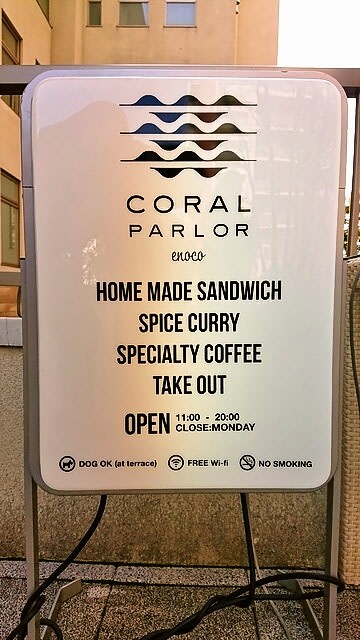 CORAL
PARLOR
enoco
HOME MADE SANDWICH
SPICE CURRY
SPECIALTY COFFEE
TAKE OUT
OPEN 11:00 - 20:00
CLOSE:MONDAY
DOG OK (at terrace) FREE Wi-fi NO SMOKING